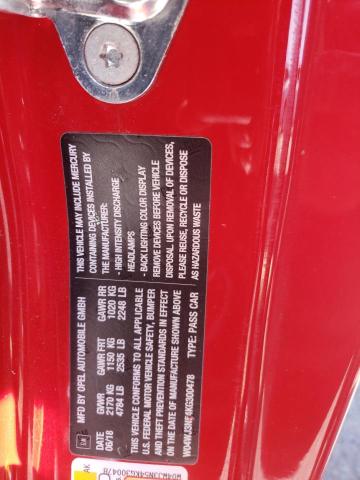 MFD BY OPEL AUTOMOBILE GMBH
DATE GVWR GAWR FRT GAWR RR
06/18 2170 KG 1150 KG 1020 KG
4784 LB 2535 LB 2248 LB
THIS VEHICLE CONFORMS TO ALL APPLICABLE
U.S. FEDERAL MOTOR VEHICLE SAFETY, BUMPER
AND THEFT PREVENTION STANDARDS IN EFFECT
ON THE DATE OF MANUFACTURE SHOWN ABOVE
W04WJ3N54KG300478 TYPE: PASS CAR
THIS VEHICLE MAY INCLUDE MERCURY
CONTAINING DEVICES INSTALLED BY
THE MANUFACTURER:
- HIGH INTENSITY DISCHARGE
HEADLAMPS
- BACK LIGHTING COLOR DISPLAY
REMOVE DEVICES BEFORE VEHICLE
DISPOSAL. UPON REMOVAL OF DEVICES,
PLEASE REUSE, RECYCLE OR DISPOSE
AS HAZARDOUS WASTE
W04WJ3N54KG300478